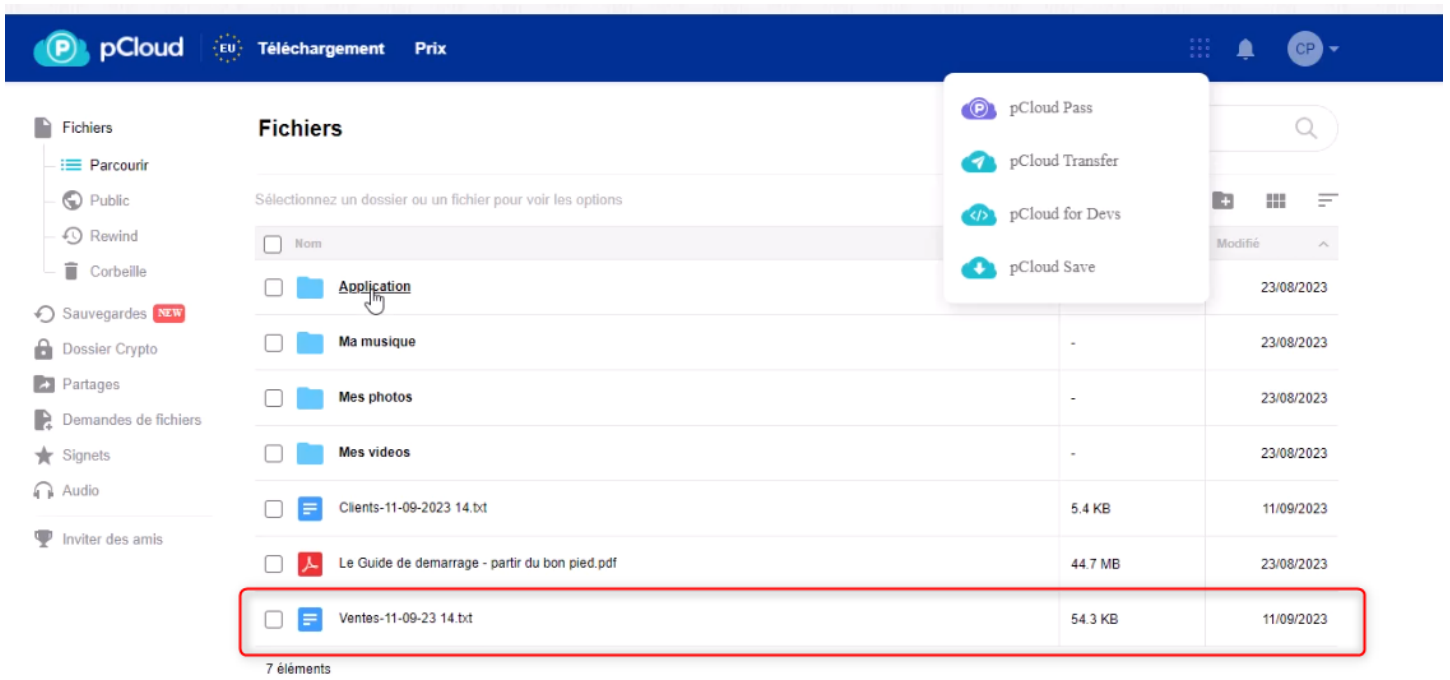 pCloud EU Téléchargement Prix CP
pCloud Pass
pCloud Transfer
pCloud for Devs
pCloud Save
Fichiers
Parcourir
Public
Rewind
Corbeille
Sauvegardes NEW
Dossier Crypto
Partages
Demandes de fichiers
Signets
Audio
Inviter des amis
Fichiers
Sélectionnez un dossier ou un fichier pour voir les options
Nom Modifié
Application 23/08/2023
Ma musique - 23/08/2023
Mes photos - 23/08/2023
Mes videos - 23/08/2023
Clients-11-09-2023 14.txt 5.4 KB 11/09/2023
Le Guide de demarrage - partir du bon pied.pdf 44.7 MB 23/08/2023
Ventes-11-09-23 14.txt 54.3 KB 11/09/2023
7 éléments